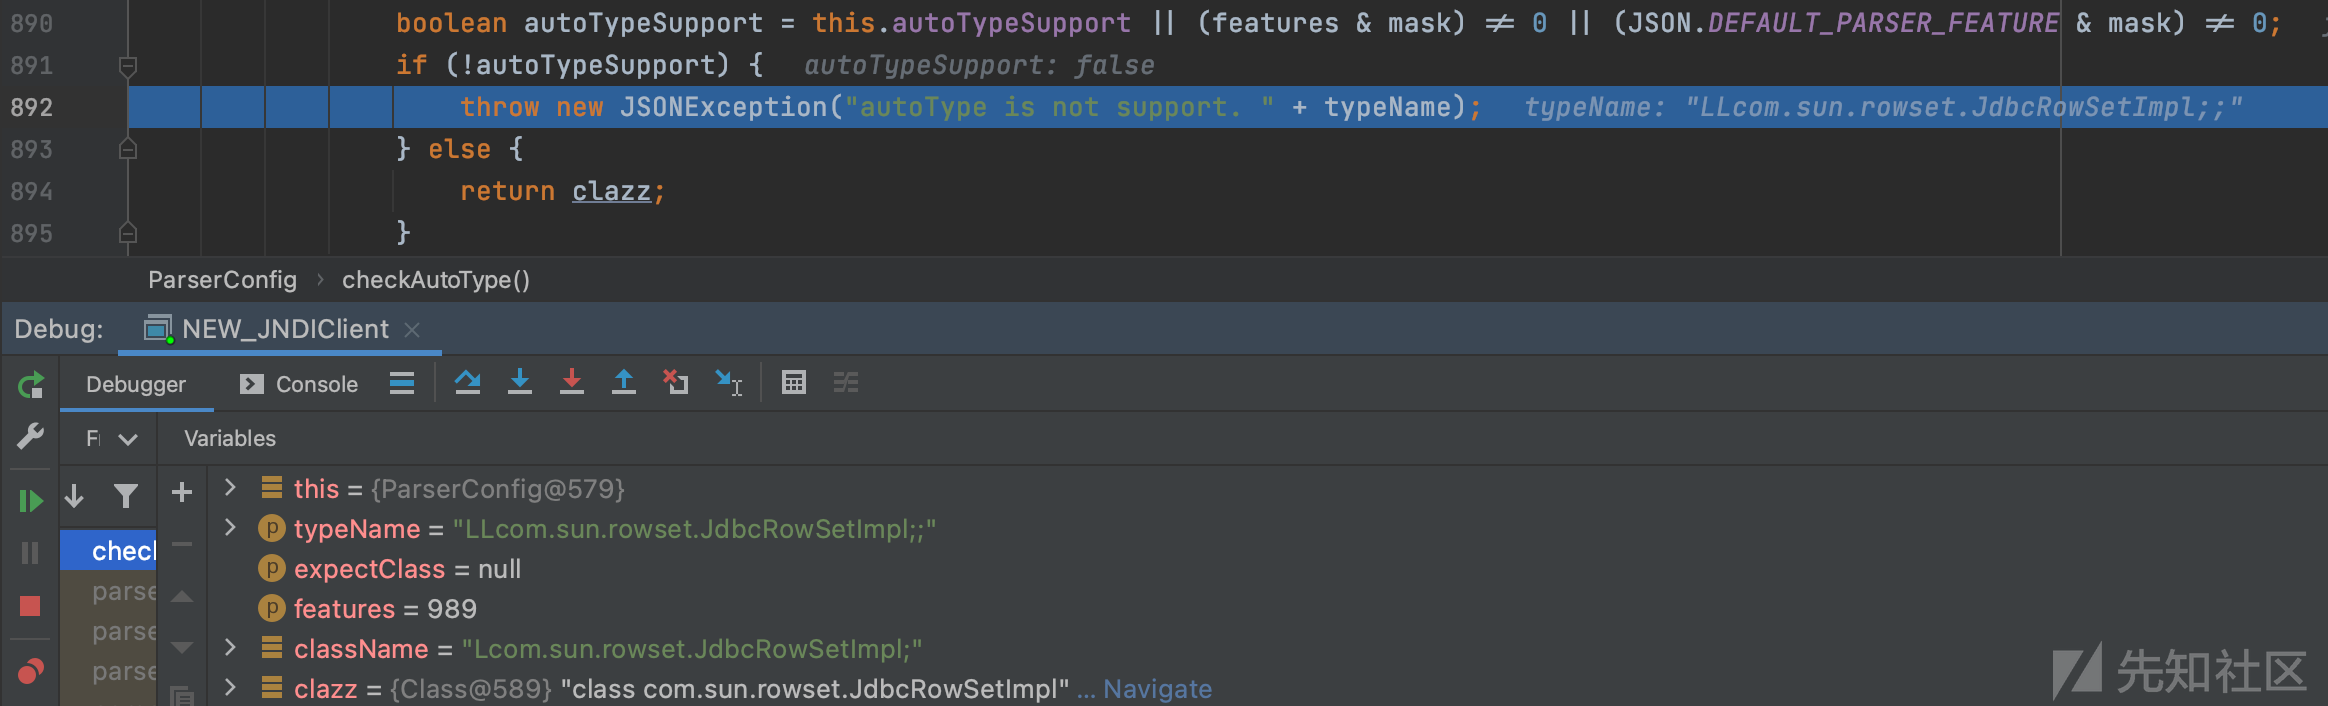 890 boolean autoTypeSupport = this.autoTypeSupport || (features & mask) ≠ 0 || (JSON.DEFAULT_PARSER_FEATURE & mask) ≠ 0;
891 if (!autoTypeSupport) { autoTypeSupport: false
892 throw new JSONException("autoType is not support. " + typeName); typeName: "LLcom.sun.rowset.JdbcRowSetImpl;;"
893 } else {
894 return clazz;
895 }
ParserConfig › checkAutoType()
Debug: NEW_JNDIClient ×
Debugger Console
Variables
this = {ParserConfig@579}
p typeName = "LLcom.sun.rowset.JdbcRowSetImpl;;"
check
p expectClass = null
parse
p features = 989
parse
className = "Lcom.sun.rowset.JdbcRowSetImpl;"
parse
clazz = {Class@589} "class com.sun.rowset.JdbcRowSetImpl" ... Navigate
先知社区